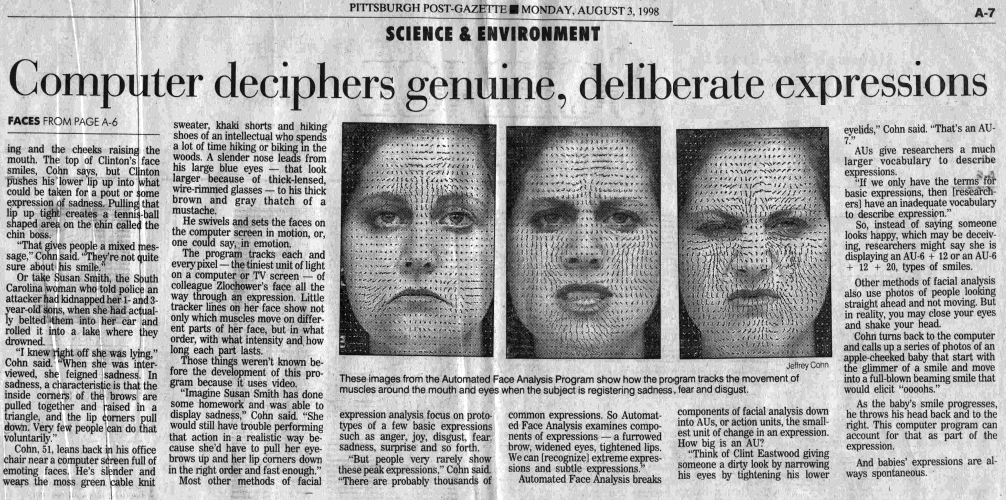 PITTSBURGH POST-GAZETTE ■ MONDAY, AUGUST 3, 1998
A-7
SCIENCE & ENVIRONMENT
Computer deciphers genuine, deliberate expressions
FACES FROM PAGE A-6
ing and the cheeks raising the
mouth. The top of Clinton's face
smiles, Cohn says, but Clinton
pushes his lower lip up into what
could be taken for a pout or some
expression of sadness. Pulling that
lip up tight creates a tennis-ball
shaped area on the chin called the
chin boss.
"That gives people a mixed mes-
sage," Cohn said. "They're not quite
sure about his smile."
Or take Susan Smith, the South
Carolina woman who told police an
attacker had kidnapped her 1- and 3-
year-old sons, when she had actual-
ly belted them into her car and
rolled it into a lake where they
drowned.
"I knew right off she was lying,"
Cohn said. "When she was inter-
viewed, she feigned sadness. In
sadness, a characteristic is that the
inside corners of the brows are
pulled together and raised in a
triangle, and the lip corners pull
down. Very few people can do that
voluntarily."
Cohn, 51, leans back in his office
chair near a computer screen full of
emoting faces. He's slender and
wears the moss green cable knit
sweater, khaki shorts and hiking
shoes of an intellectual who spends
a lot of time hiking or biking in the
woods. A slender nose leads from
his large blue eyes — that look
larger because of thick-lensed,
wire-rimmed glasses — to his thick
brown and gray thatch of a
mustache.
He swivels and sets the faces on
the computer screen in motion, or,
one could say, in emotion.
The program tracks each and
every pixel — the tiniest unit of light
on a computer or TV screen — of
colleague Zlochower's face all the
way through an expression. Little
tracker lines on her face show not
only which muscles move on differ-
ent parts of her face, but in what
order, with what intensity and how
long each part lasts.
Those things weren't known be-
fore the development of this pro-
gram because it uses video.
"Imagine Susan Smith has done
some homework and was able to
display sadness," Cohn said. "She
would still have trouble performing
that action in a realistic way be-
cause she'd have to pull her eye-
brows up and her lip corners down
in the right order and fast enough."
Most other methods of facial
Jeffrey Conn
These images from the Automated Face Analysis Program show how the program tracks the movement of
muscles around the mouth and eyes when the subject is registering sadness, fear and disgust.
expression analysis focus on proto-
types of a few basic expressions
such as anger, joy, disgust, fear,
sadness, surprise and so forth.
"But people very rarely show
these peak expressions," Cohn said.
"There are probably thousands of
common expressions. So Automat-
ed Face Analysis examines compo-
nents of expressions — a furrowed
brow, widened eyes, tightened lips.
We can [recognize] extreme expres-
sions and subtle expressions."
Automated Face Analysis breaks
components of facial analysis down
into AUs, or action units, the small-
est unit of change in an expression.
How big is an AU?
"Think of Clint Eastwood giving
someone a dirty look by narrowing
his eyes by tightening his lower
eyelids," Cohn said. "That's an AU-
7."
AUs give researchers a much
larger vocabulary to describe
expressions.
"If we only have the terms for
basic expressions, then [research-
ers] have an inadequate vocabulary
to describe expression."
So, instead of saying someone
looks happy, which may be deceiv-
ing, researchers might say she is
displaying an AU-6 + 12 or an AU-6
+ 12 + 20, types of smiles.
Other methods of facial analysis
also use photos of people looking
straight ahead and not moving. But
in reality, you may close your eyes
and shake your head.
Cohn turns back to the computer
and calls up a series of photos of an
apple-cheeked baby that start with
the glimmer of a smile and move
into a full-blown beaming smile that
would elicit "ooohs."
As the baby's smile progresses,
he throws his head back and to the
right. This computer program can
account for that as part of the
expression.
And babies' expressions are al-
ways spontaneous.